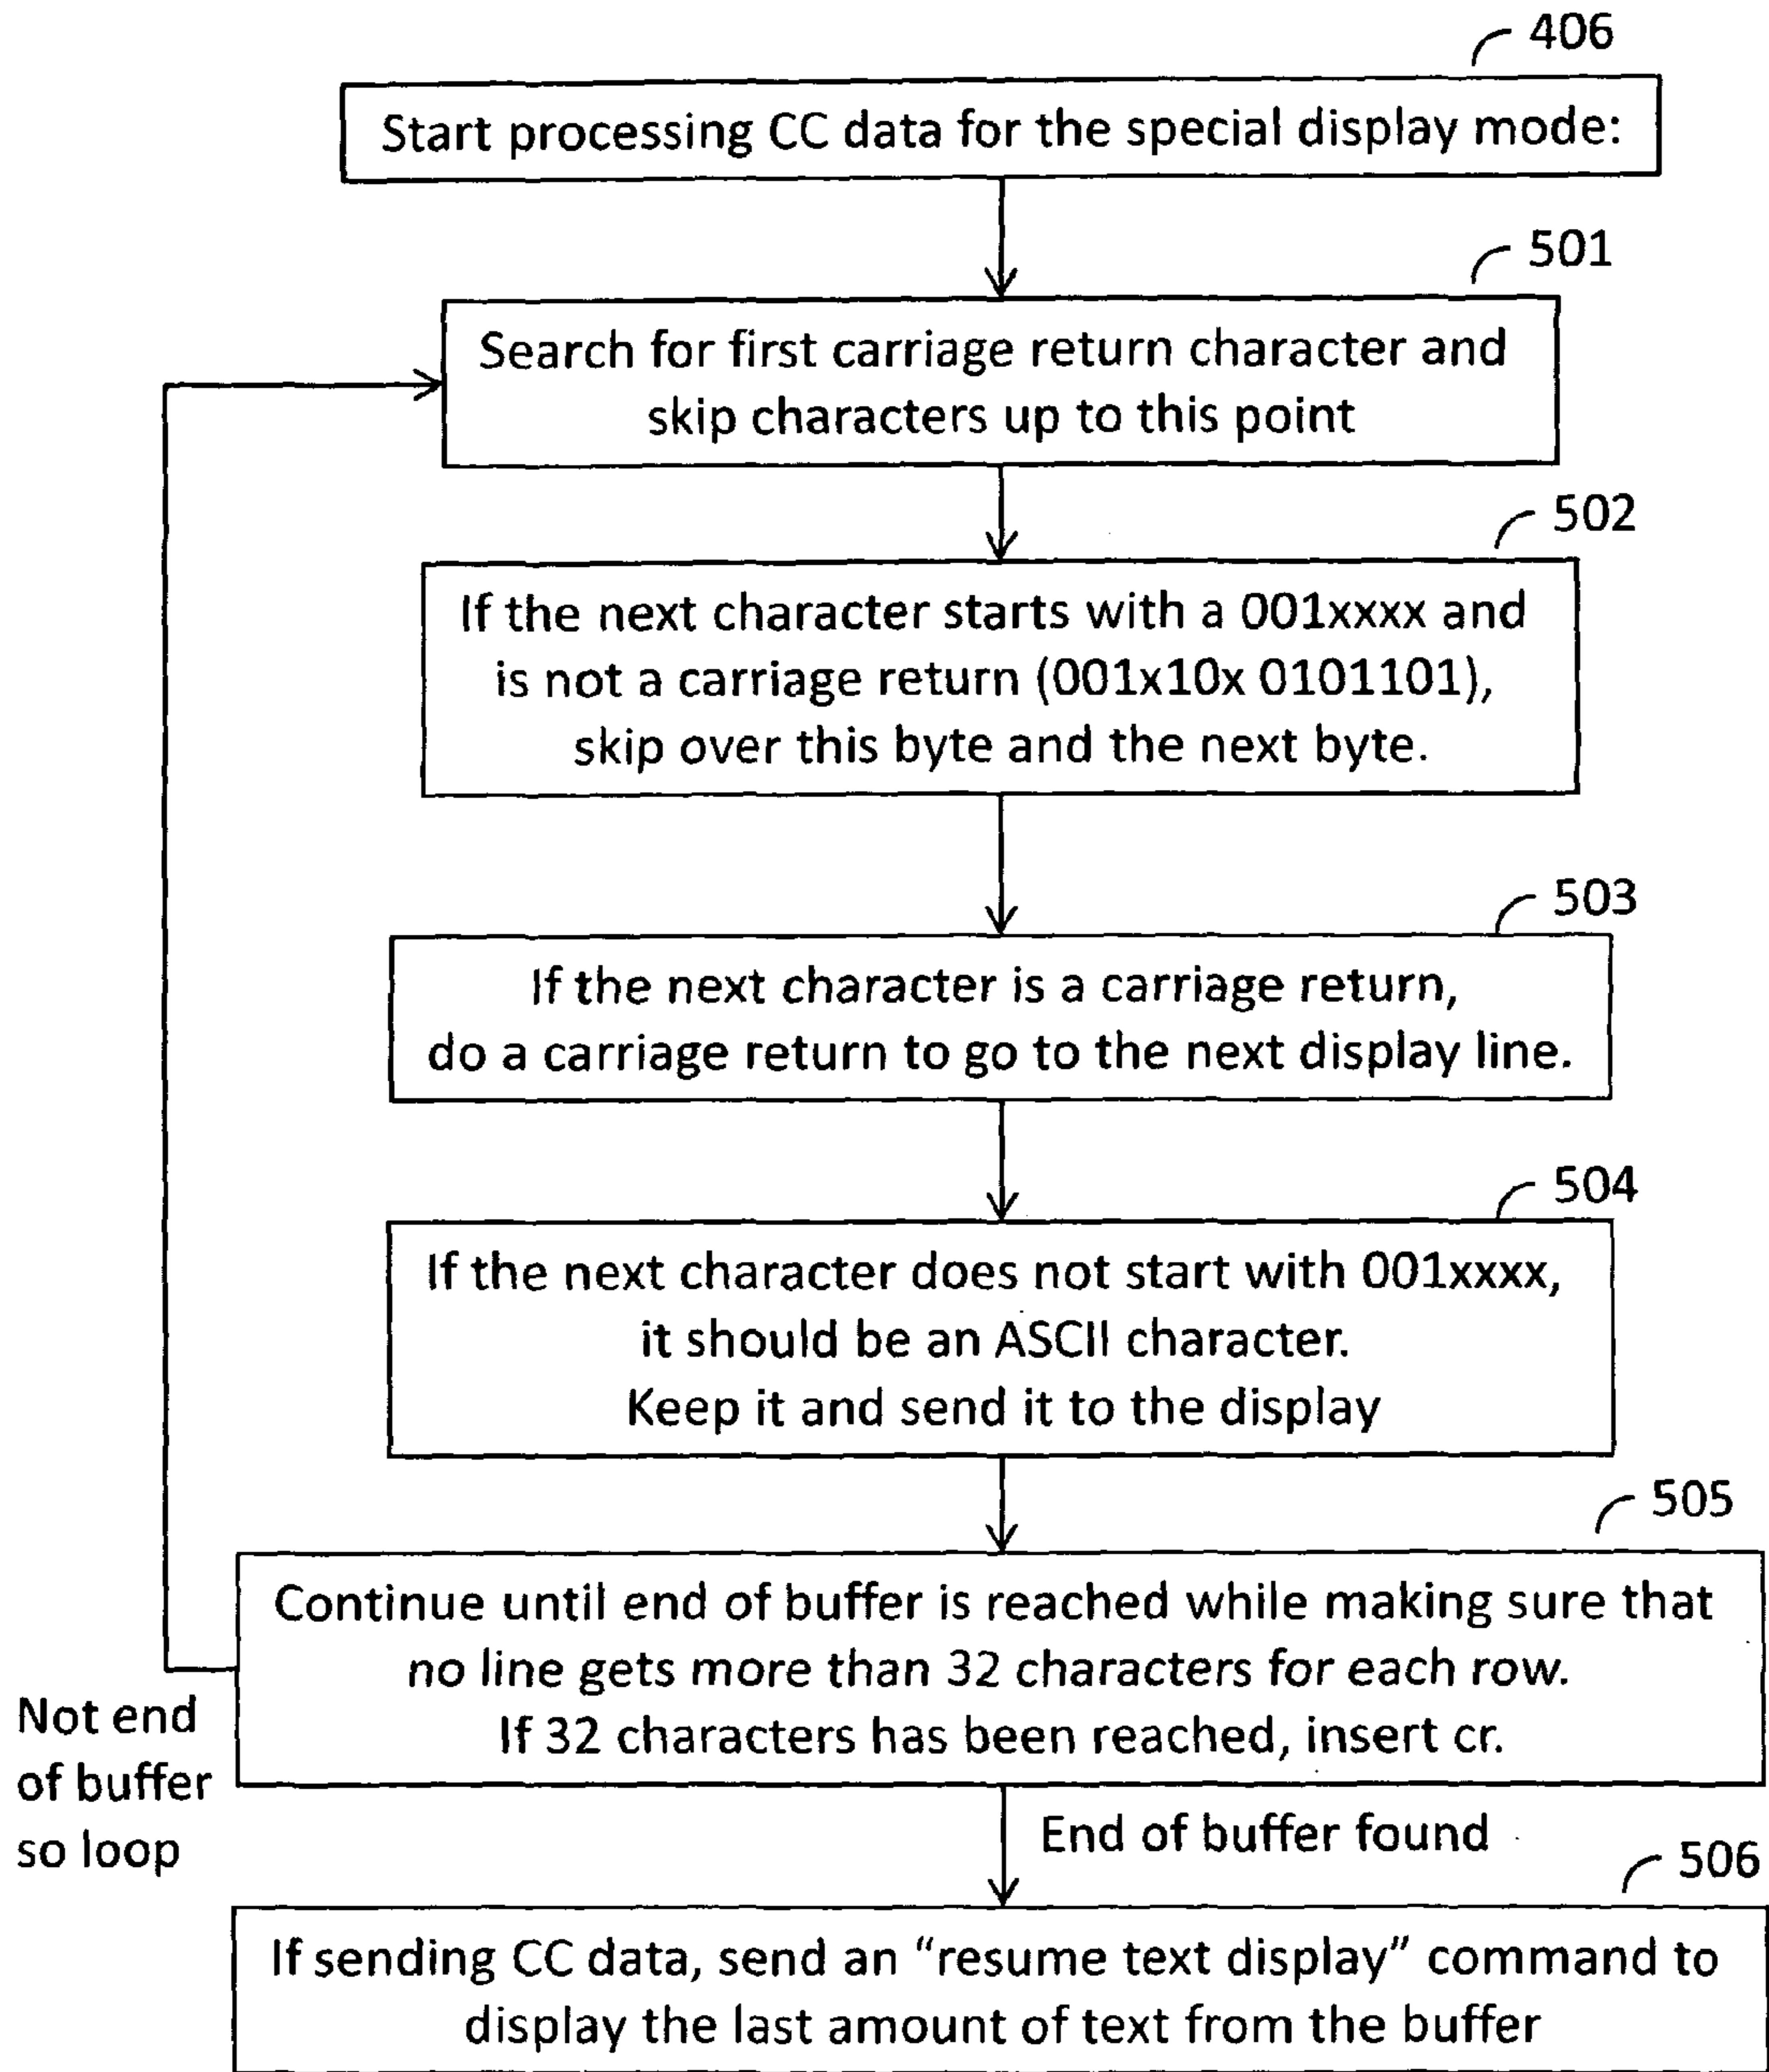 406
Start processing CC data for the special display mode:
501
Search for first carriage return character and
skip characters up to this point
502
If the next character starts with a 001xxxx and
is not a carriage return (001x10x 0101101),
skip over this byte and the next byte.
503
If the next character is a carriage return,
do a carriage return to go to the next display line.
504
If the next character does not start with 001xxxx,
it should be an ASCII character.
Keep it and send it to the display
505
Continue until end of buffer is reached while making sure that
no line gets more than 32 characters for each row.
If 32 characters has been reached, insert cr.
Not end
of buffer
so loop
End of buffer found
506
If sending CC data, send an “resume text display” command to
display the last amount of text from the buffer